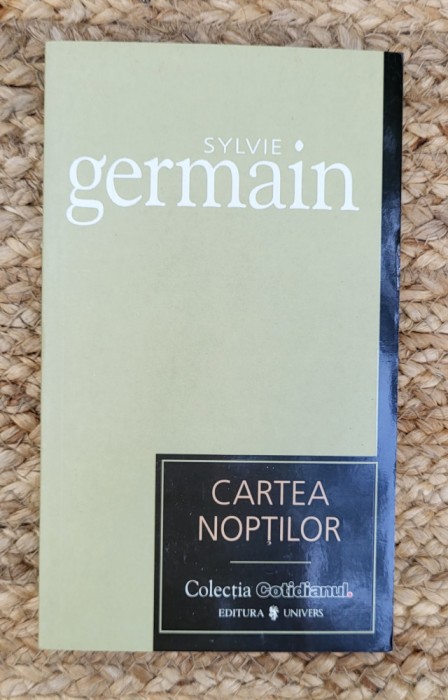 SYLVIE
germain
CARTEA
NOPȚILOR
Colecția Cotidianul.
EDITURA UNIVERS